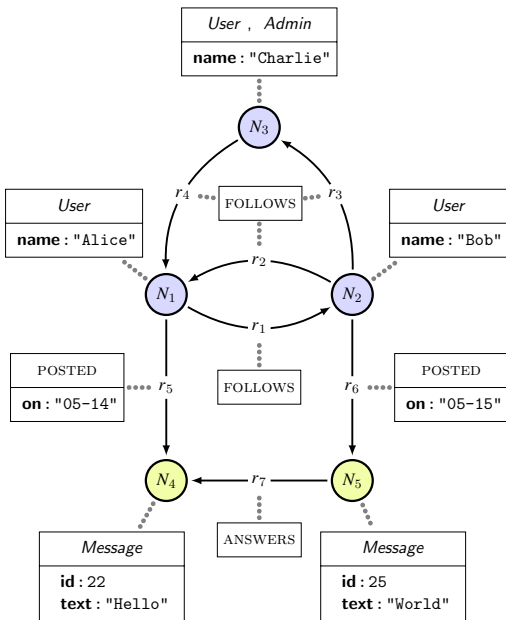 User , Admin
name : "Charlie"
N3
r4
FOLLOWS
r3
User
name : "Alice"
User
name : "Bob"
r2
N1
N2
r1
POSTED
on : "05-14"
r5
FOLLOWS
r6
POSTED
on : "05-15"
N4
r7
N5
ANSWERS
Message
id : 22
text : "Hello"
Message
id : 25
text : "World"